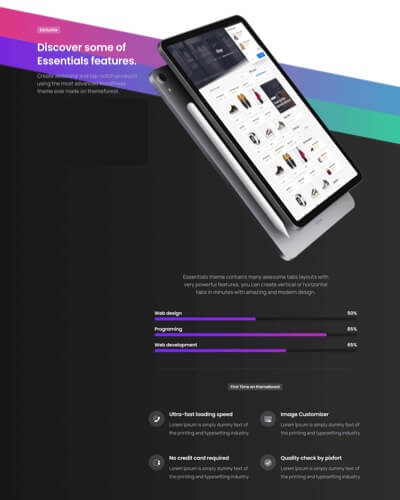 Exclusive
Discover some of
Essentials features.
Create awesome and top-notch products
using the most advanced WordPress
theme ever made on themeforest.
Essentials theme contains many awesome tabs layouts with
very powerful features, you can create vertical or horizontal
tabs in minutes with amazing and modern design.
Web design
50%
Programing
85%
Web development
65%
First Time on themeforest
Ultra-fast loading speed
Lorem Ipsum is simply dummy text of
the printing and typesetting industry
Image Customizer
Lorem Ipsum is simply dummy text of
the printing and typesetting industry
No credit card required
Lorem Ipsum is simply dummy text of
the printing and typesetting industry
Quality check by pixfort
Lorem Ipsum is simply dummy text of
the printing and typesetting industry